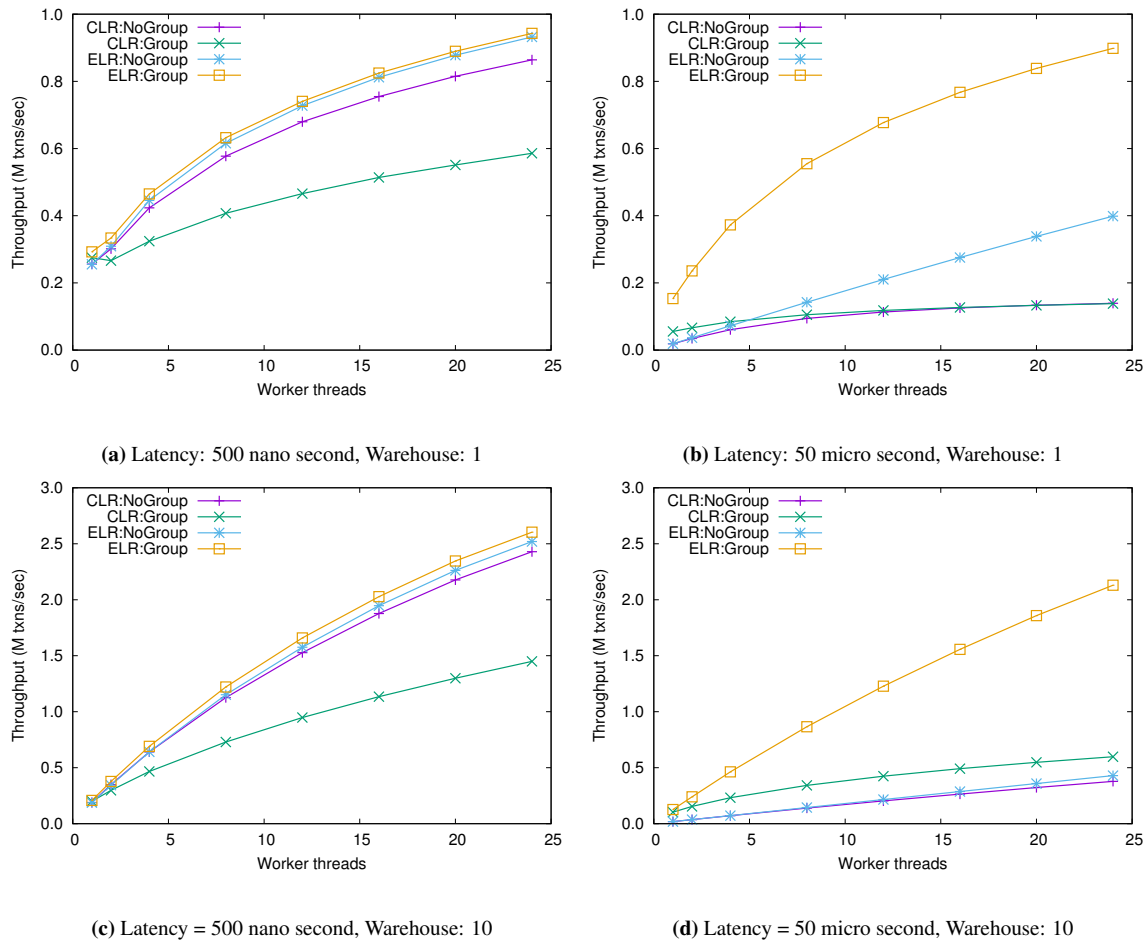 CLR:NoGroup
CLR:Group
ELR:NoGroup
ELR:Group
1.0
0.8
0.6
0.4
0.2
0.0
Throughput (M txns/sec)
0 5 10 15 20 25
Worker threads
(a) Latency: 500 nano second, Warehouse: 1
CLR:NoGroup
CLR:Group
ELR:NoGroup
ELR:Group
1.0
0.8
0.6
0.4
0.2
0.0
Throughput (M txns/sec)
0 5 10 15 20 25
Worker threads
(b) Latency: 50 micro second, Warehouse: 1
CLR:NoGroup
CLR:Group
ELR:NoGroup
ELR:Group
3.0
2.5
2.0
1.5
1.0
0.5
0.0
Throughput (M txns/sec)
0 5 10 15 20 25
Worker threads
(c) Latency = 500 nano second, Warehouse: 10
CLR:NoGroup
CLR:Group
ELR:NoGroup
ELR:Group
3.0
2.5
2.0
1.5
1.0
0.5
0.0
Throughput (M txns/sec)
0 5 10 15 20 25
Worker threads
(d) Latency = 50 micro second, Warehouse: 10